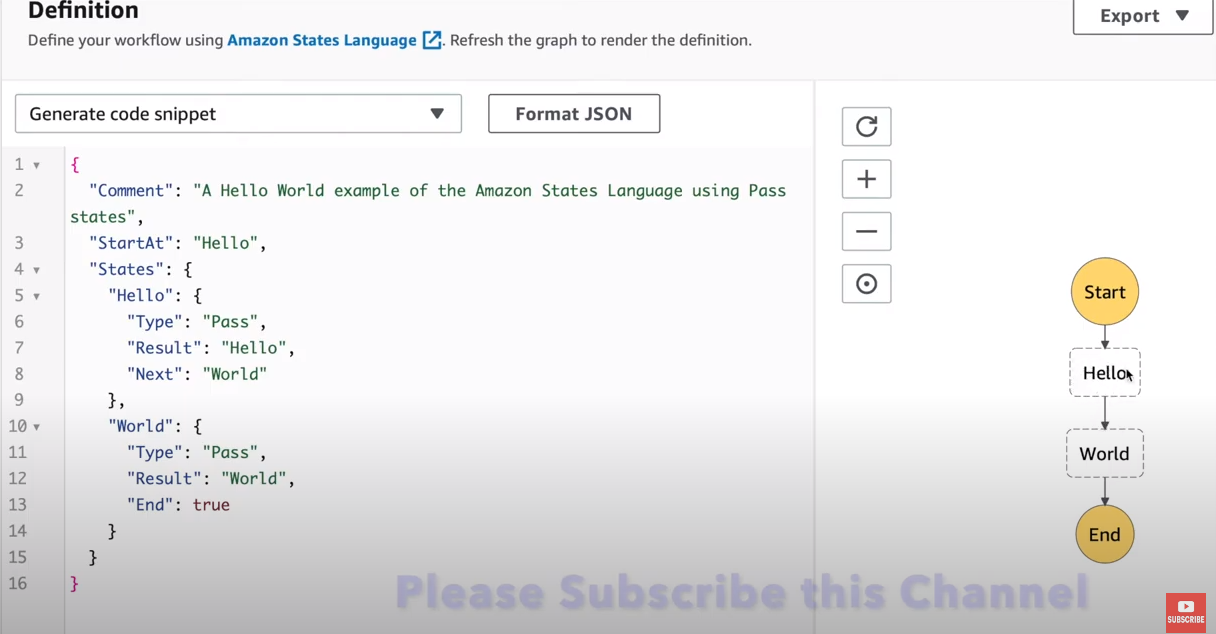 Definition
Define your workflow using Amazon States Language. Refresh the graph to render the definition.
Export
Generate code snippet
Format JSON
1 {
2 "Comment": "A Hello World example of the Amazon States Language using Pass
states",
3 "StartAt": "Hello",
4 "States": {
5 "Hello": {
6 "Type": "Pass",
7 "Result": "Hello",
8 "Next": "World"
9 },
10 "World": {
11 "Type": "Pass",
12 "Result": "World",
13 "End": true
14 }
15 }
16 }
Start
Hello
World
End
Please Subscribe this Channel
SUBSCRIBE